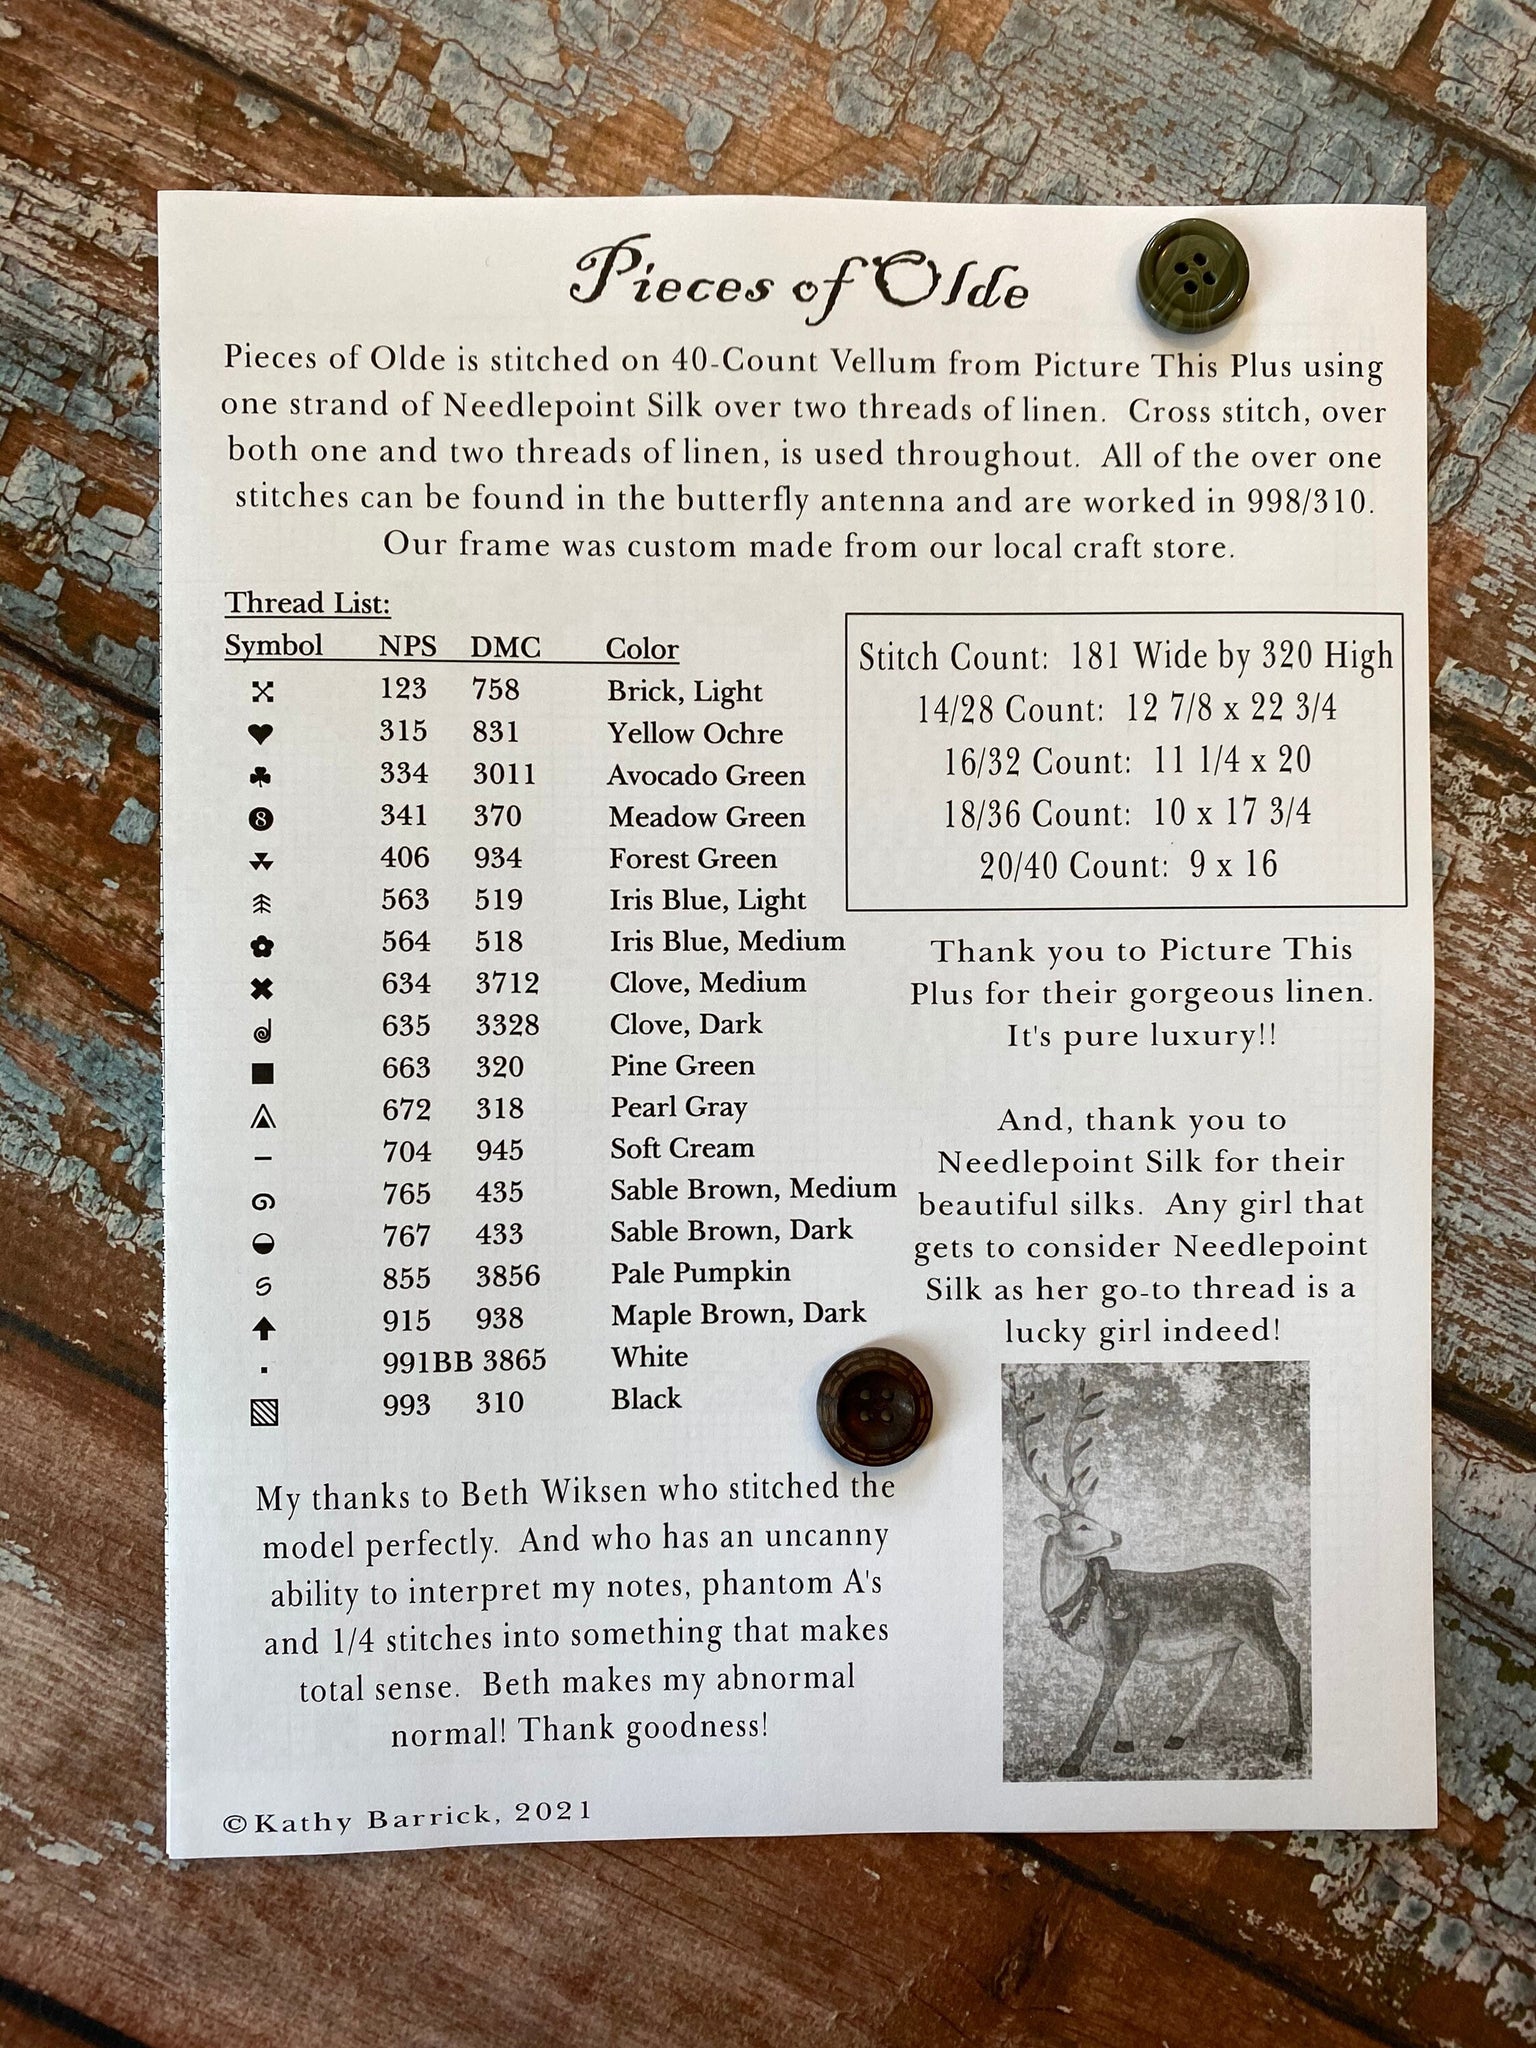 Pieces of Olde
Pieces of Olde is stitched on 40-Count Vellum from Picture This Plus using
one strand of Needlepoint Silk over two threads of linen.  Cross stitch, over
both one and two threads of linen, is used throughout.  All of the over one
stitches can be found in the butterfly antenna and are worked in 998/310.
Our frame was custom made from our local craft store.
Thread List:
Symbol NPS DMC Color
123 758 Brick, Light
315 831 Yellow Ochre
334 3011 Avocado Green
8 341 370 Meadow Green
406 934 Forest Green
563 519 Iris Blue, Light
564 518 Iris Blue, Medium
634 3712 Clove, Medium
635 3328 Clove, Dark
663 320 Pine Green
672 318 Pearl Gray
704 945 Soft Cream
765 435 Sable Brown, Medium
767 433 Sable Brown, Dark
855 3856 Pale Pumpkin
915 938 Maple Brown, Dark
991BB 3865 White
993 310 Black
Stitch Count:  181 Wide by 320 High
14/28 Count:  12 7/8 x 22 3/4
16/32 Count:  11 1/4 x 20
18/36 Count:  10 x 17 3/4
20/40 Count:  9 x 16
Thank you to Picture This
Plus for their gorgeous linen.
It's pure luxury!!
And, thank you to
Needlepoint Silk for their
beautiful silks.  Any girl that
gets to consider Needlepoint
Silk as her go-to thread is a
lucky girl indeed!
My thanks to Beth Wiksen who stitched the
model perfectly.  And who has an uncanny
ability to interpret my notes, phantom A's
and 1/4 stitches into something that makes
total sense.  Beth makes my abnormal
normal! Thank goodness!
©Kathy Barrick, 2021